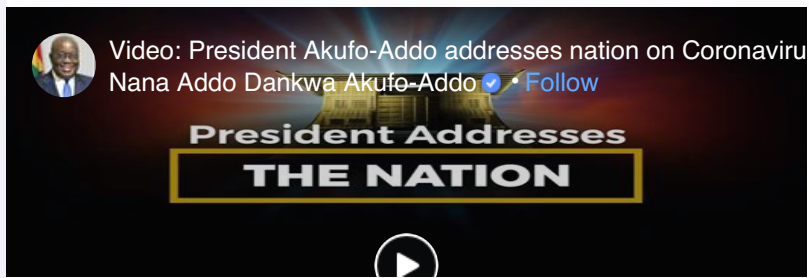 Video: President Akufo-Addo addresses nation on Coronaviru
Nana Addo Dankwa Akufo-Addo • Follow
President Addresses
THE NATION